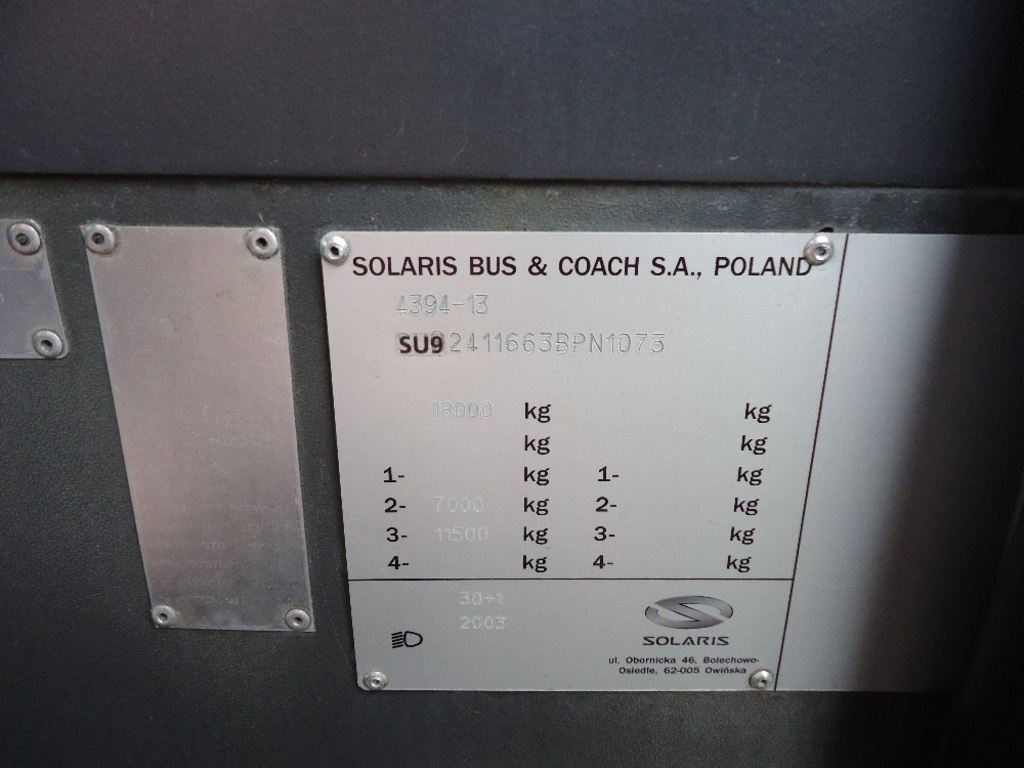 SOLARIS BUS & COACH S.A., POLAND
4394-13
SU92411663BPN1073
18000 kg kg
kg kg
1- kg 1- kg
2- 7000 kg 2- kg
3- 11500 kg 3- kg
4- kg 4- kg
30÷1
2003
SOLARIS
ul. Obornicka 46, Bolechowo-
Osiedle, 62-005 Owińska